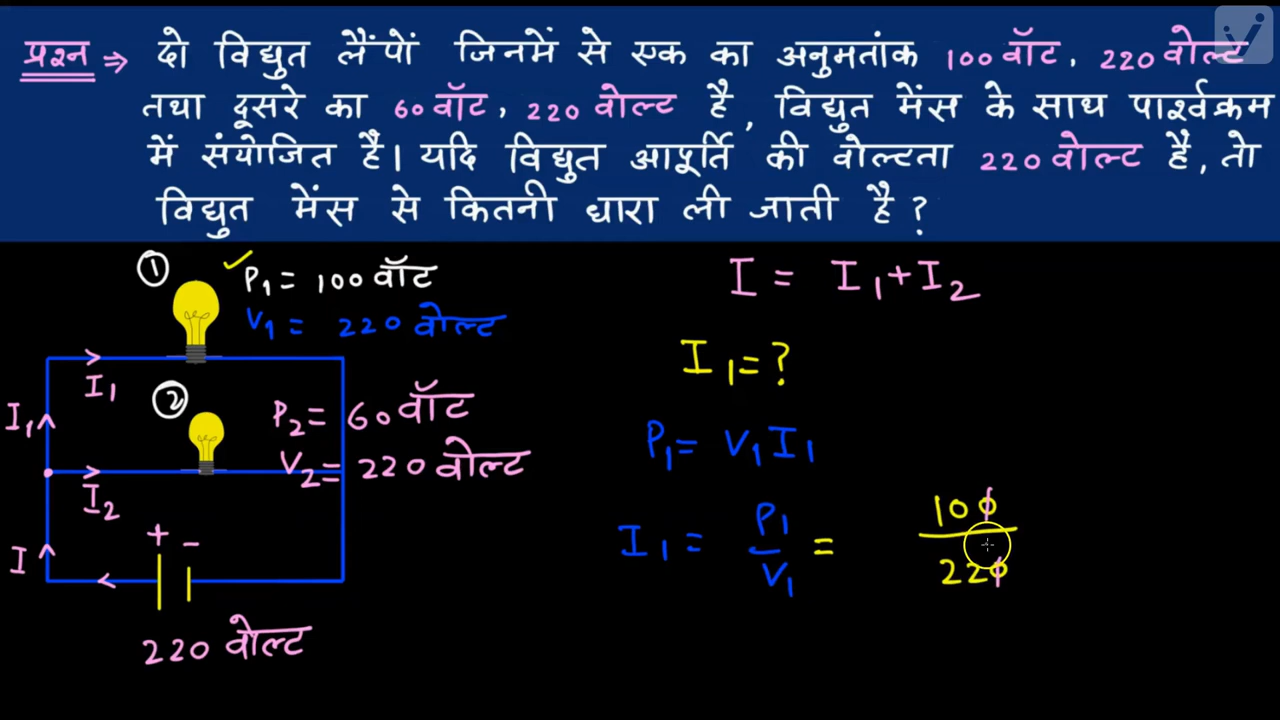 प्रश्न ⇒ दो विद्युत लैंपों जिनमें से एक का अनुमतांक 100 वॉट, 220 वोल्ट
तथा दूसरे का 60 वॉट, 220 वोल्ट है, विद्युत मेंस के साथ पार्श्वक्रम
में संयोजित हैं। यदि विद्युत आपूर्ति की वोल्टता 220 वोल्ट है, तो
विद्युत मेंस से कितनी धारा ली जाती है?
① P₁ = 100 वॉट
V₁ = 220 वोल्ट
I₁
I₁
② P₂ = 60 वॉट
V₂ = 220 वोल्ट
I₂
I
+ -
220 वोल्ट
I = I₁ + I₂
I₁ = ?
P₁ = V₁ I₁
I₁ = P₁/V₁ = 100/220